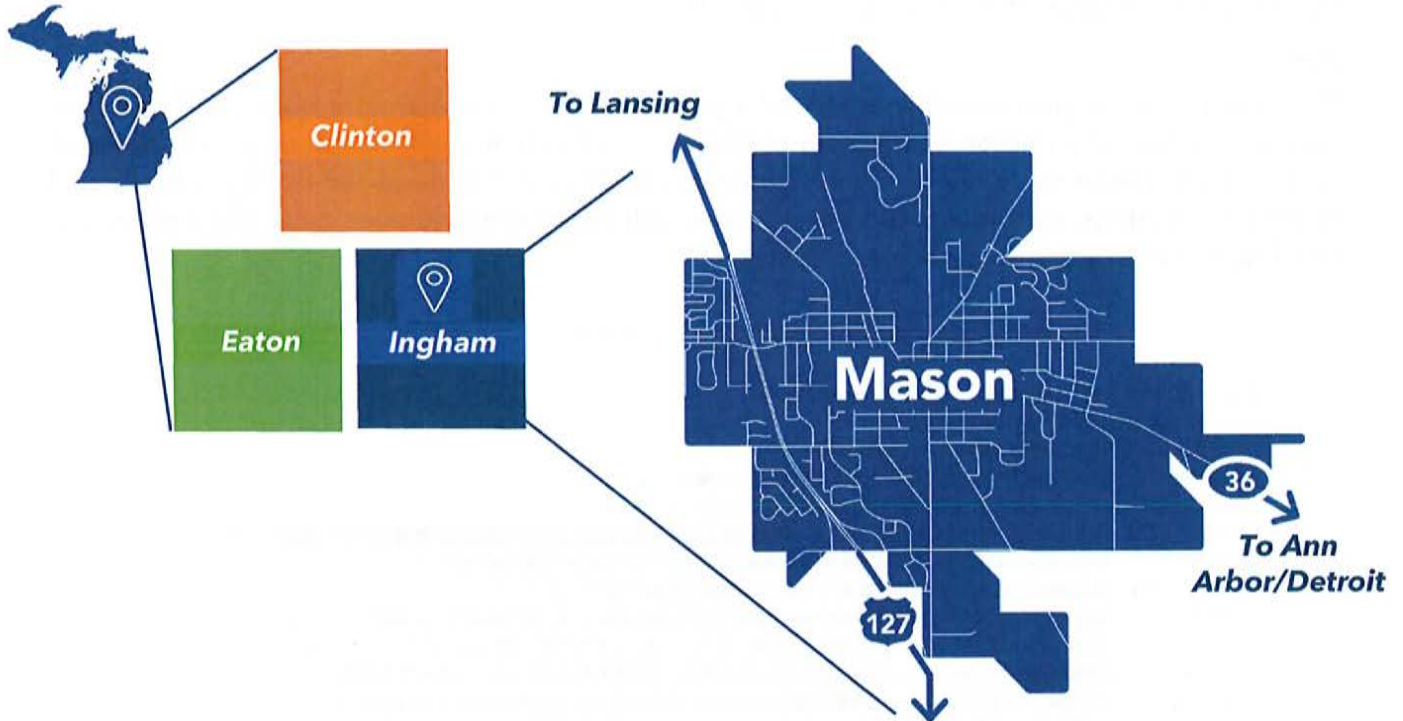 Clinton
Eaton
Ingham
To Lansing
Mason
36
To Ann
Arbor/Detroit
127